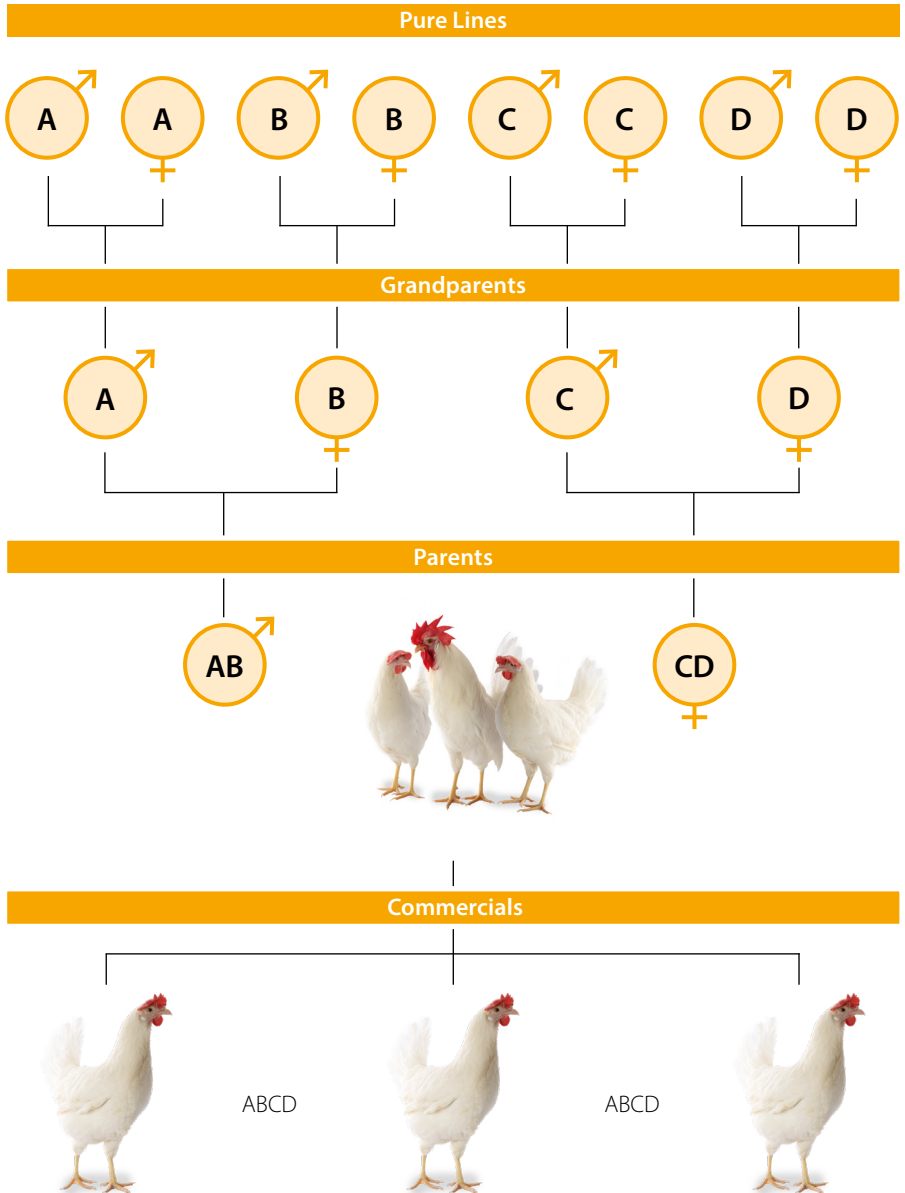 Pure Lines
A A B B C C D D
Grandparents
A B C D
Parents
AB CD
Commercials
ABCD ABCD